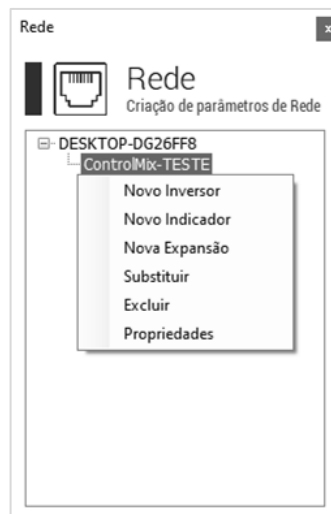 Rede
x
Rede
Criação de parâmetros de Rede
DESKTOP-DG26FF8
ControlMix-TESTE
Novo Inversor
Novo Indicador
Nova Expansão
Substituir
Excluir
Propriedades